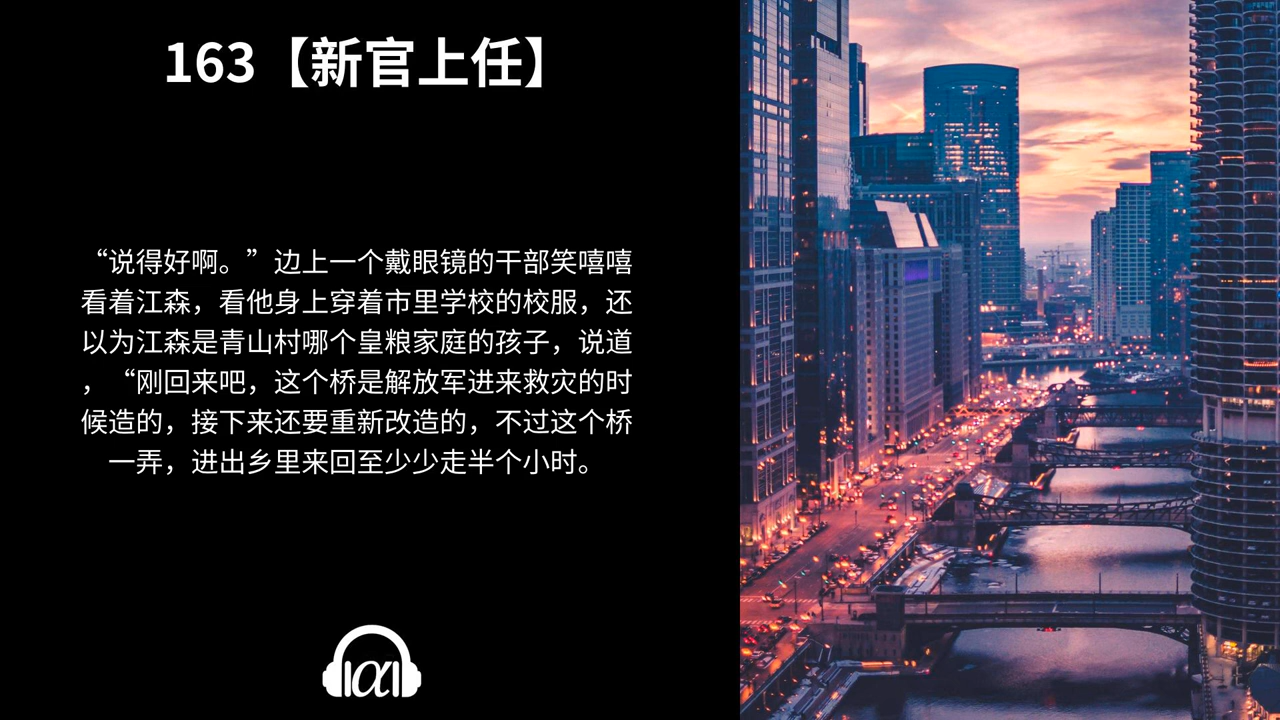 163【新官上任】
“说得好啊。”边上一个戴眼镜的干部笑嘻嘻
看着江森，看他身上穿着市里学校的校服，还
以为江森是青山村哪个皇粮家庭的孩子，说道
，“刚回来吧，这个桥是解放军进来救灾的时
候造的，接下来还要重新改造的，不过这个桥
一弄，进出乡里来回至少少走半个小时。